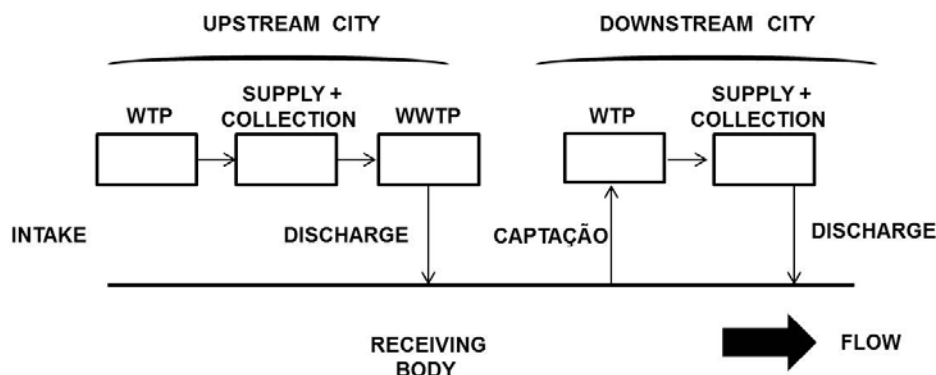 UPSTREAM CITY
DOWNSTREAM CITY
WTP
SUPPLY +
COLLECTION
WWTP
WTP
SUPPLY +
COLLECTION
INTAKE
DISCHARGE
CAPTAÇÃO
DISCHARGE
RECEIVING
BODY
FLOW